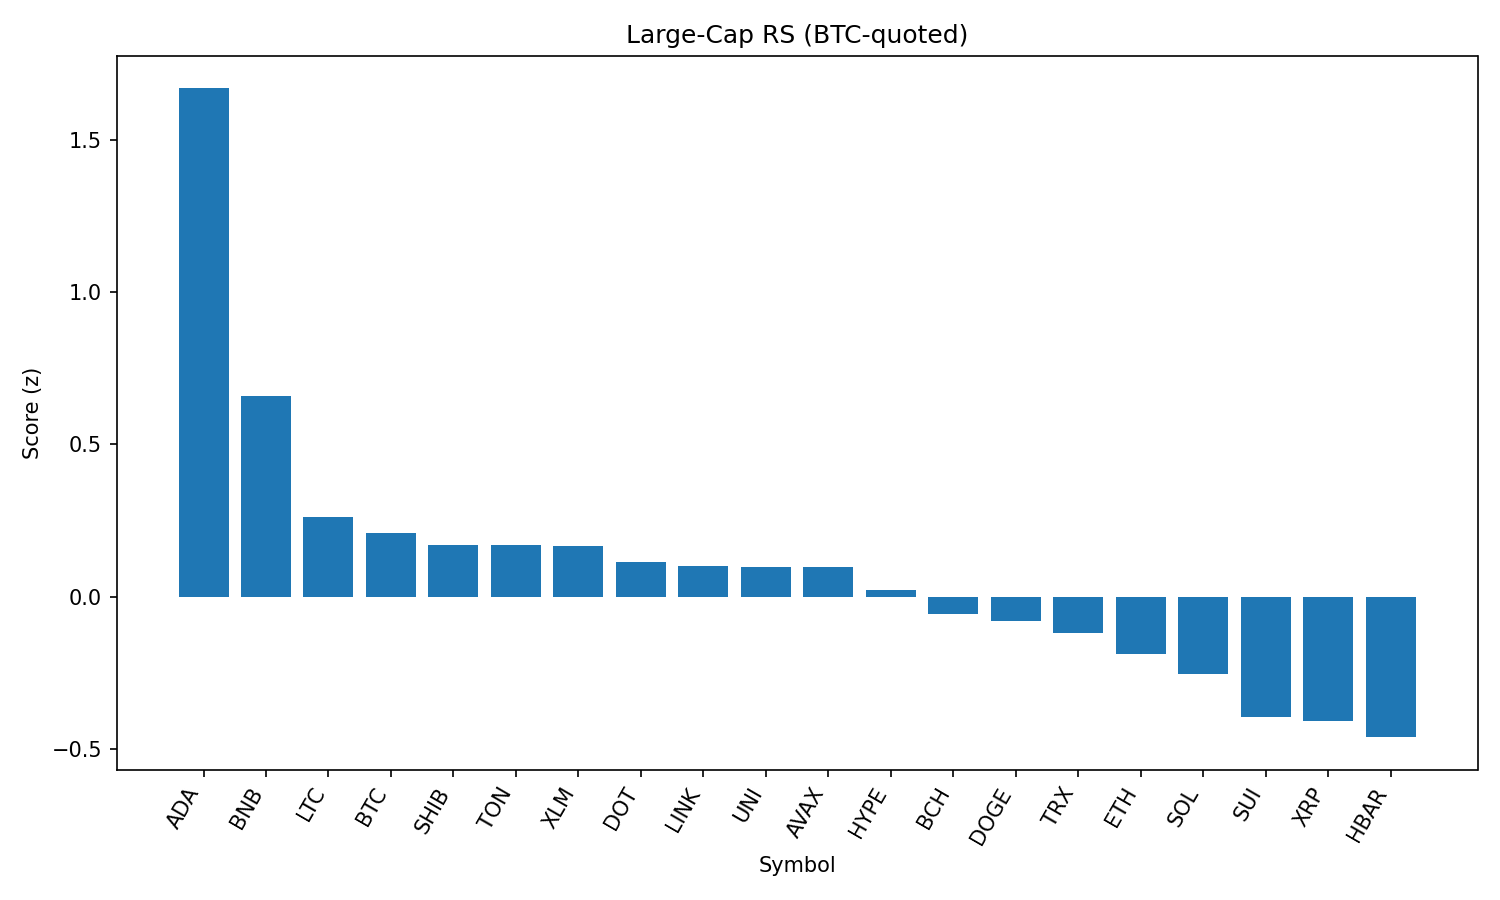 Large-Cap RS (BTC-quoted)
Score (z)
1.5
1.0
0.5
0.0
−0.5
ADA
BNB
LTC
BTC
SHIB
TON
XLM
DOT
LINK
UNI
AVAX
HYPE
BCH
DOGE
TRX
ETH
SOL
SUI
XRP
HBAR
Symbol